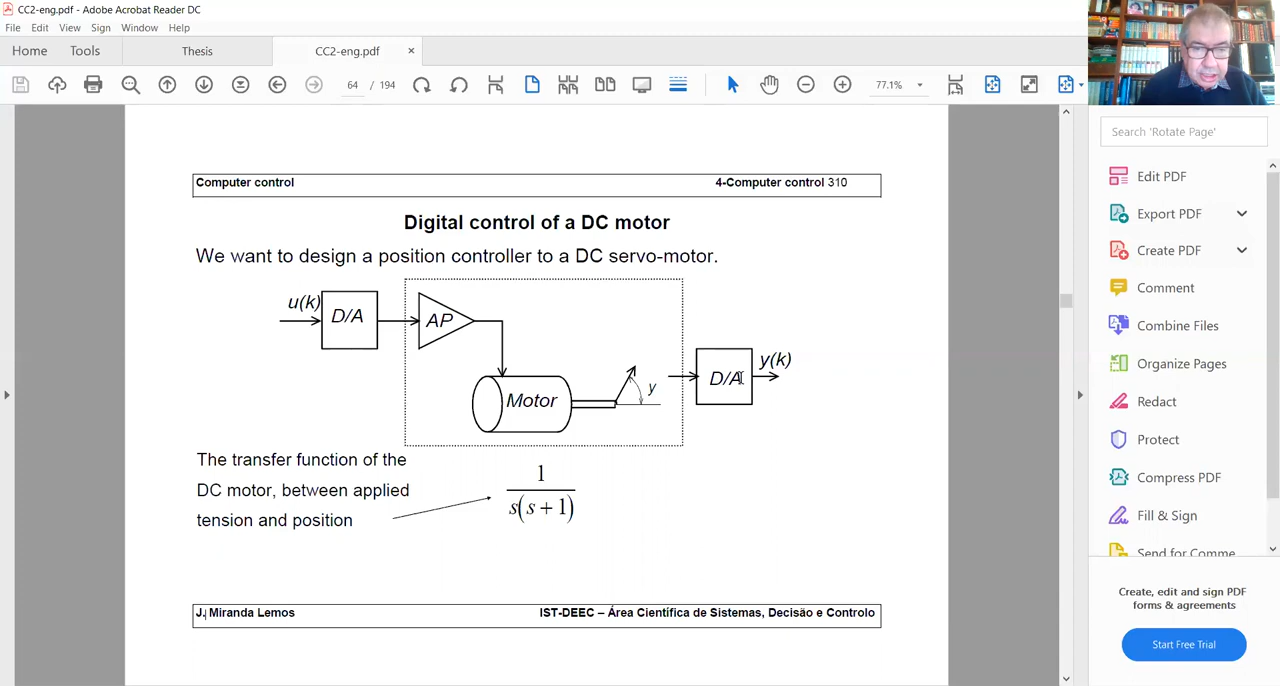 CC2-eng.pdf - Adobe Acrobat Reader DC
File Edit View Sign Window Help
Home Tools Thesis CC2-eng.pdf ×
64 / 194 77.1%
Search 'Rotate Page'
Edit PDF
Export PDF
Create PDF
Comment
Combine Files
Organize Pages
Redact
Protect
Compress PDF
Fill & Sign
Send for Comme
Create, edit and sign PDF
forms & agreements
Start Free Trial
Computer control 4-Computer control 310
Digital control of a DC motor
We want to design a position controller to a DC servo-motor.
u(k) D/A AP
Motor y D/A y(k)
The transfer function of the
DC motor, between applied
tension and position
1
s(s + 1)
J. Miranda Lemos IST-DEEC – Área Científica de Sistemas, Decisão e Controlo